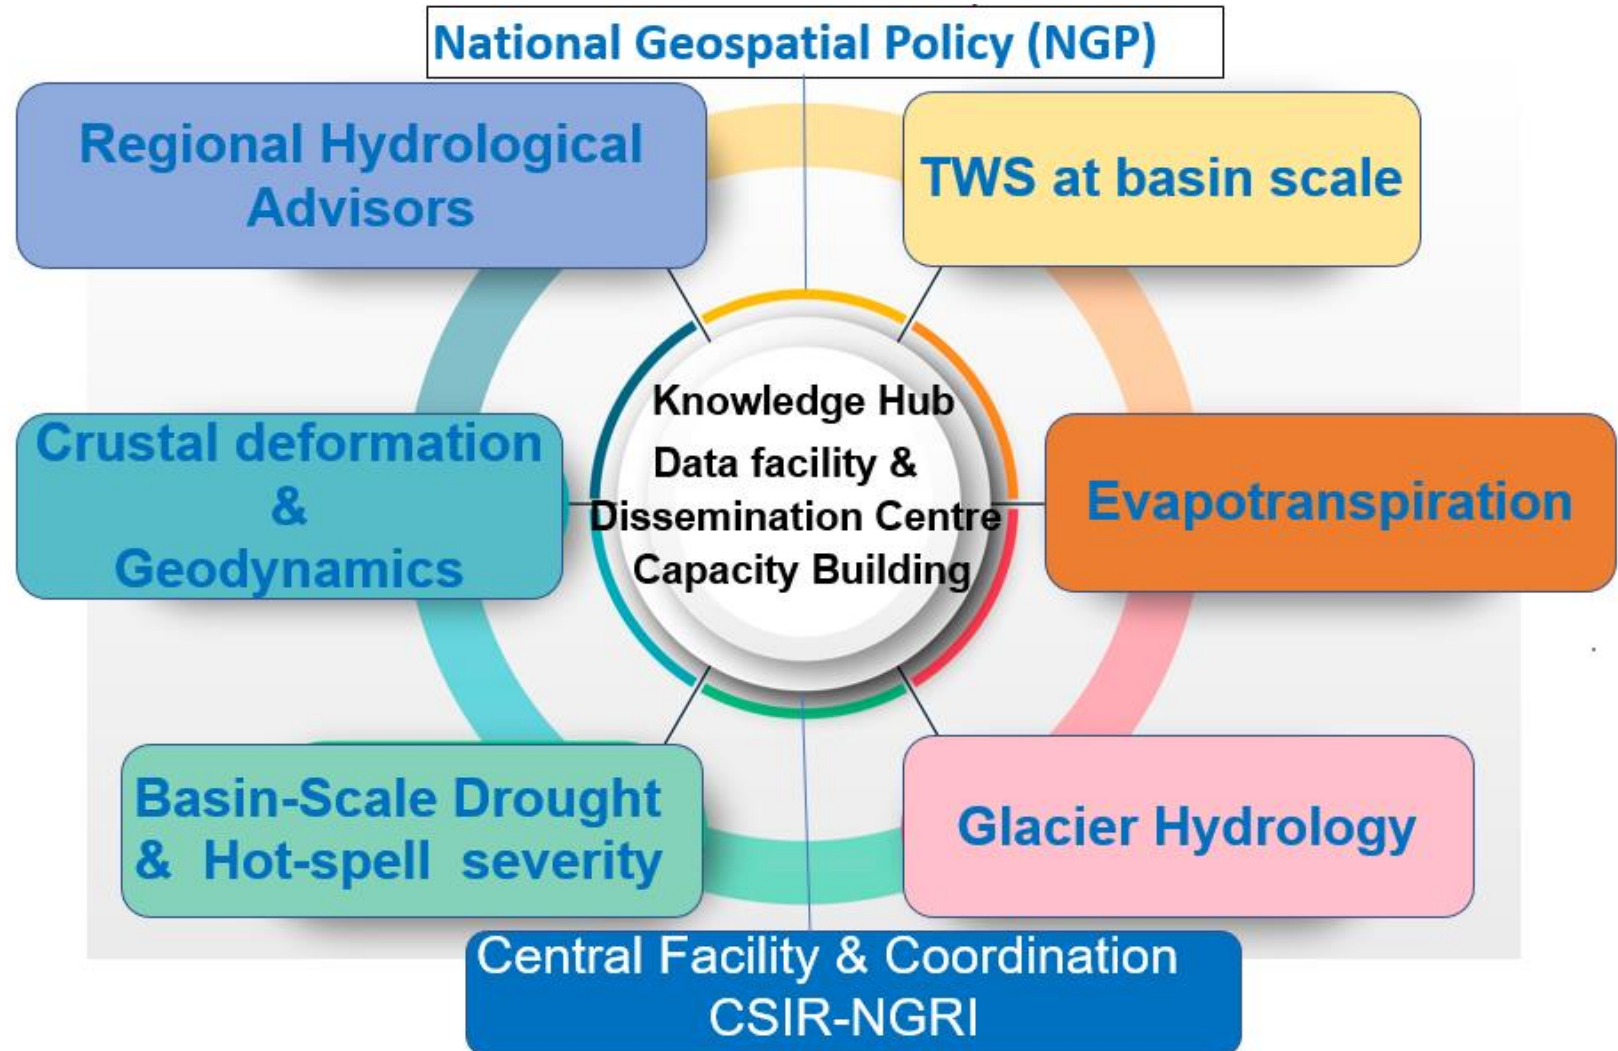 National Geospatial Policy (NGP)
Regional Hydrological
Advisors
TWS at basin scale
Crustal deformation
&
Geodynamics
Knowledge Hub
Data facility &
Dissemination Centre
Capacity Building
Evapotranspiration
Basin-Scale Drought
& Hot-spell severity
Glacier Hydrology
Central Facility & Coordination
CSIR-NGRI